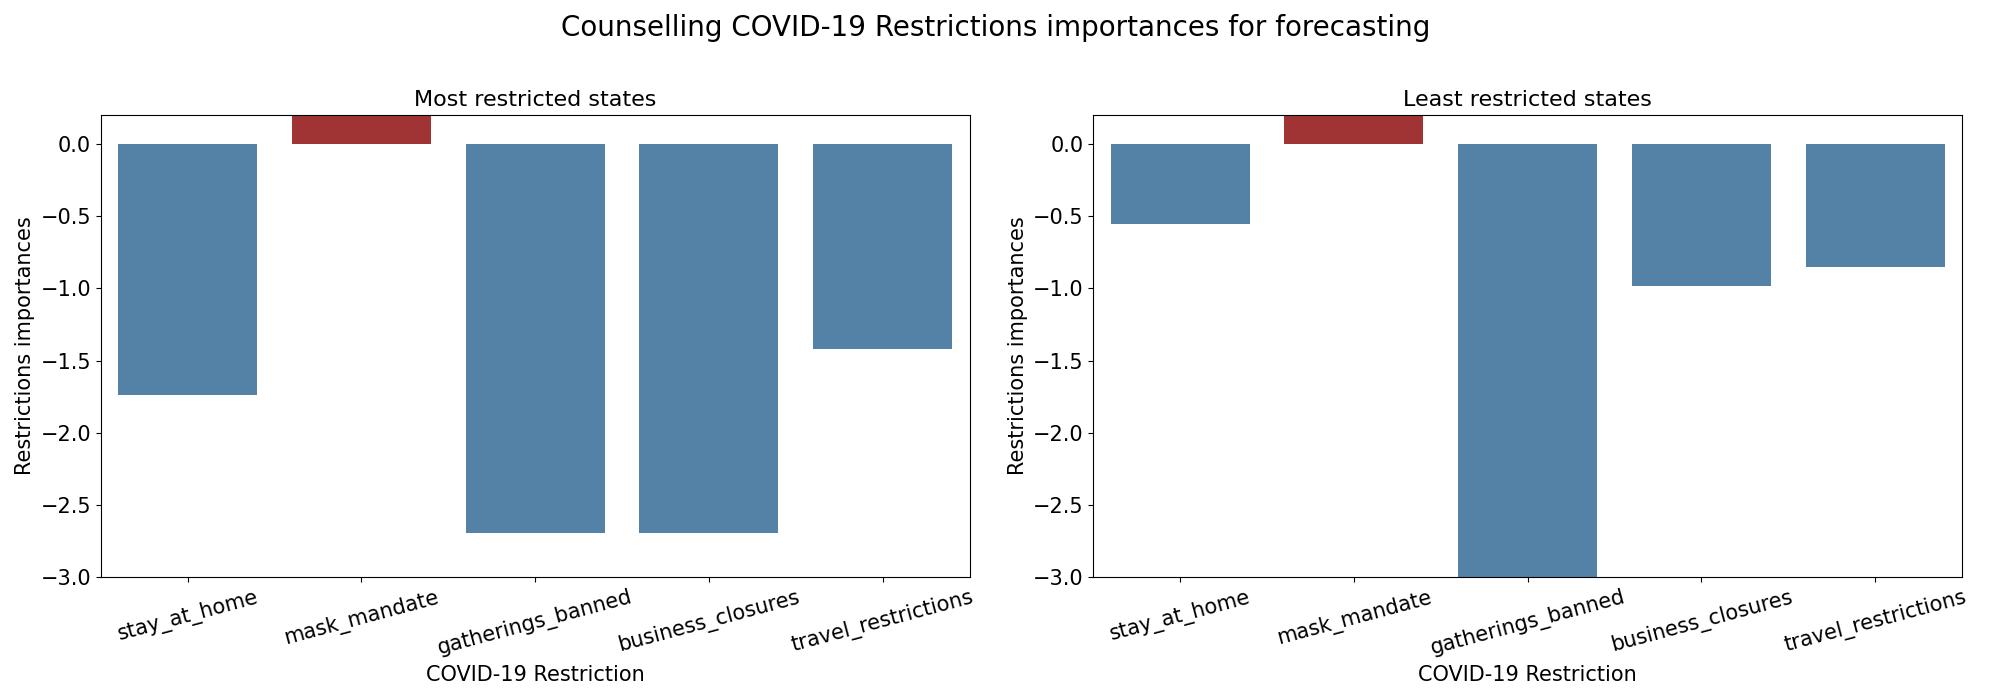 Counselling COVID-19 Restrictions importances for forecasting
Most restricted states
Restrictions importances
0.0
−0.5
−1.0
−1.5
−2.0
−2.5
−3.0
stay_at_home
mask_mandate
gatherings_banned
business_closures
travel_restrictions
COVID-19 Restriction
Least restricted states
Restrictions importances
0.0
−0.5
−1.0
−1.5
−2.0
−2.5
−3.0
stay_at_home
mask_mandate
gatherings_banned
business_closures
travel_restrictions
COVID-19 Restriction